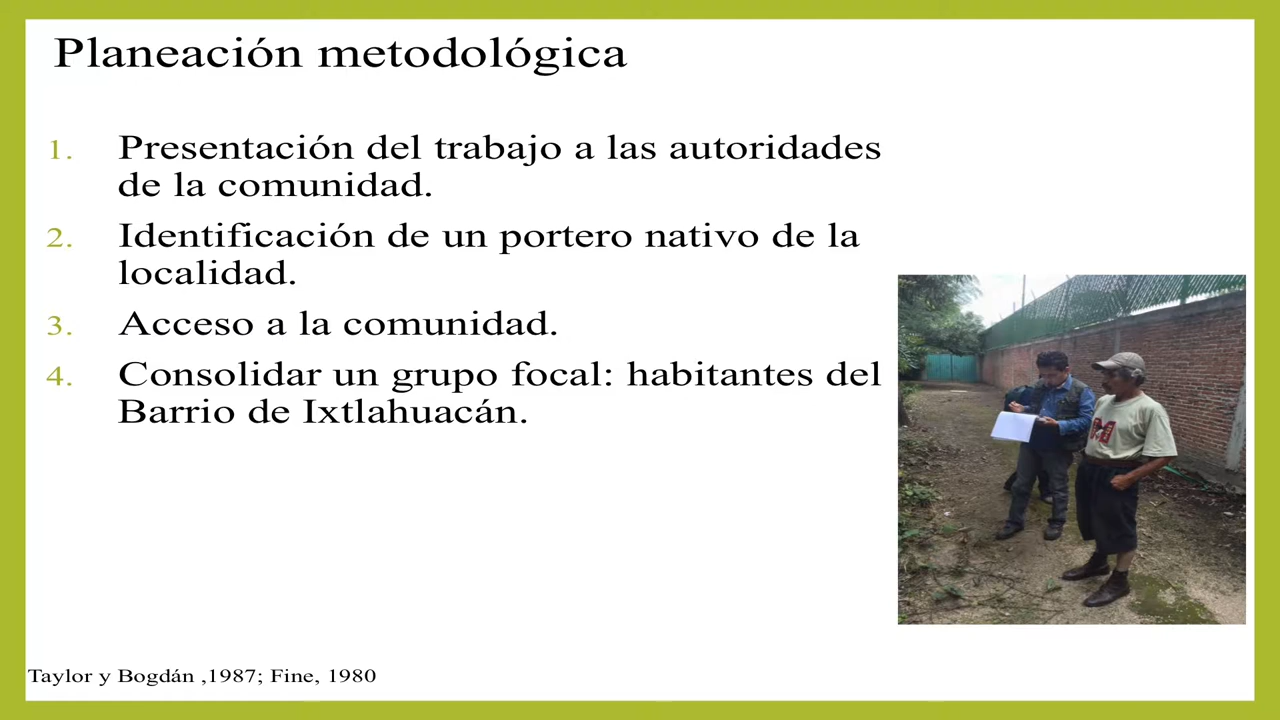 Planeación metodológica
1. Presentación del trabajo a las autoridades
de la comunidad.
2. Identificación de un portero nativo de la
localidad.
3. Acceso a la comunidad.
4. Consolidar un grupo focal: habitantes del
Barrio de Ixtlahuacán.
M
Taylor y Bogdán ,1987; Fine, 1980